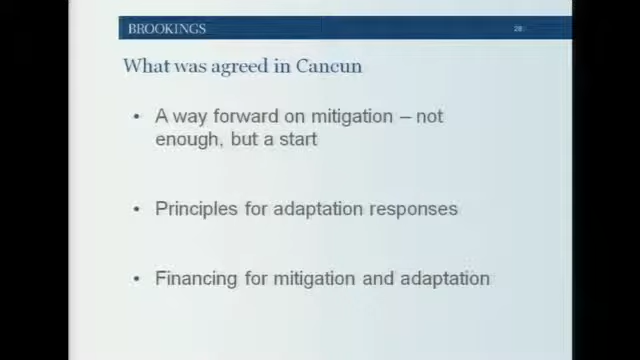 BROOKINGS 28
What was agreed in Cancun
• A way forward on mitigation – not
enough, but a start
• Principles for adaptation responses
• Financing for mitigation and adaptation